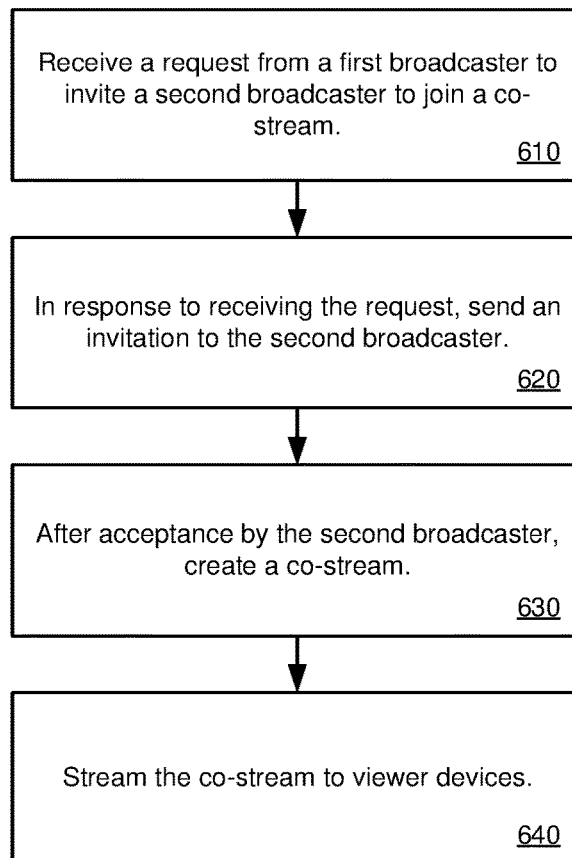 Receive a request from a first broadcaster to
invite a second broadcaster to join a co-
stream.
610
In response to receiving the request, send an
invitation to the second broadcaster.
620
After acceptance by the second broadcaster,
create a co-stream.
630
Stream the co-stream to viewer devices.
640